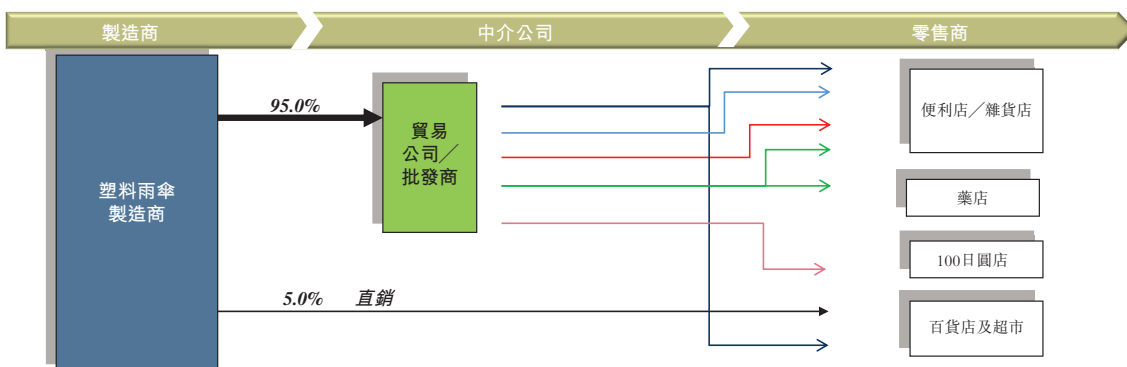 製造商
中介公司
零售商
95.0%
貿易
公司／
批發商
塑料雨傘
製造商
5.0%
直銷
便利店／雜貨店
藥店
100日圓店
百貨店及超市